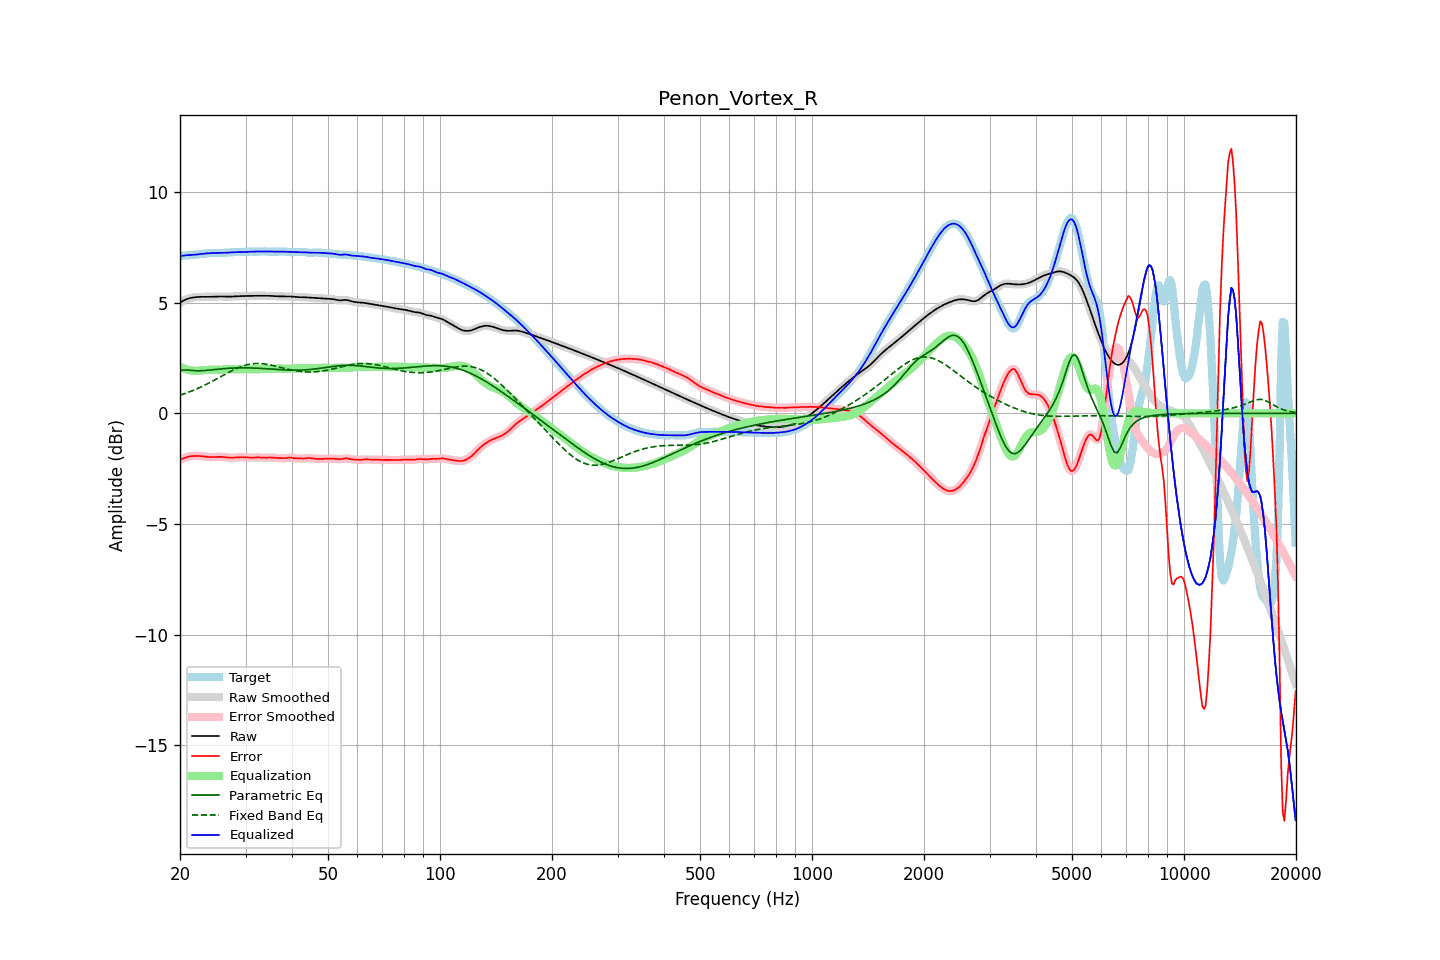 Penon_Vortex_R
Amplitude (dBr)
10
5
0
−5
−10
−15
Target
Raw Smoothed
Error Smoothed
Raw
Error
Equalization
Parametric Eq
Fixed Band Eq
Equalized
20 50 100 200 500 1000 2000 5000 10000 20000
Frequency (Hz)